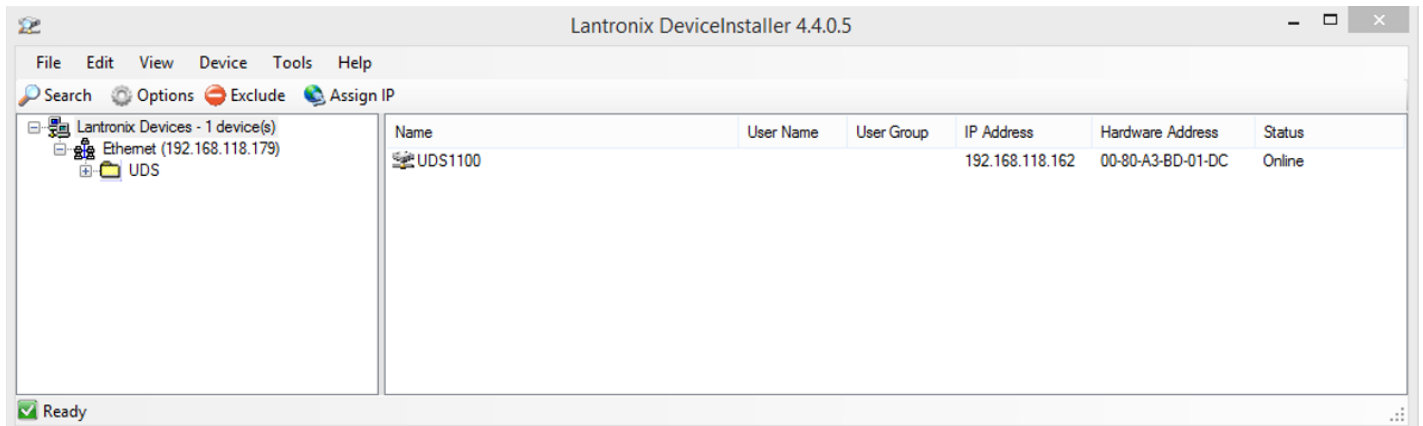 Lantronix DeviceInstaller 4.4.0.5
File Edit View Device Tools Help
Search Options Exclude Assign IP
Lantronix Devices - 1 device(s)
Ethernet (192.168.118.179)
UDS
Name User Name User Group IP Address Hardware Address Status
UDS1100 192.168.118.162 00-80-A3-BD-01-DC Online
Ready